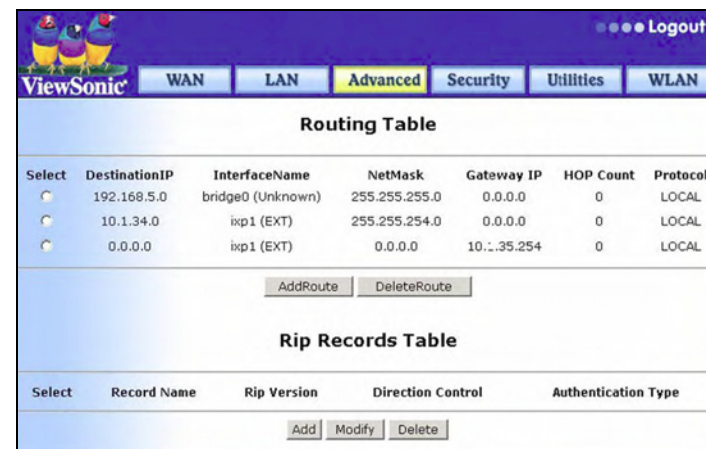 Logout
ViewSonic WAN LAN Advanced Security Utilities WLAN
Routing Table
Select DestinationIP InterfaceName NetMask Gateway IP HOP Count Protocol
192.168.5.0 bridge0 (Unknown) 255.255.255.0 0.0.0.0 0 LOCAL
10.1.34.0 ixp1 (EXT) 255.255.254.0 0.0.0.0 0 LOCAL
0.0.0.0 ixp1 (EXT) 0.0.0.0 10.1.35.254 0 LOCAL
AddRoute DeleteRoute
Rip Records Table
Select Record Name Rip Version Direction Control Authentication Type
Add Modify Delete